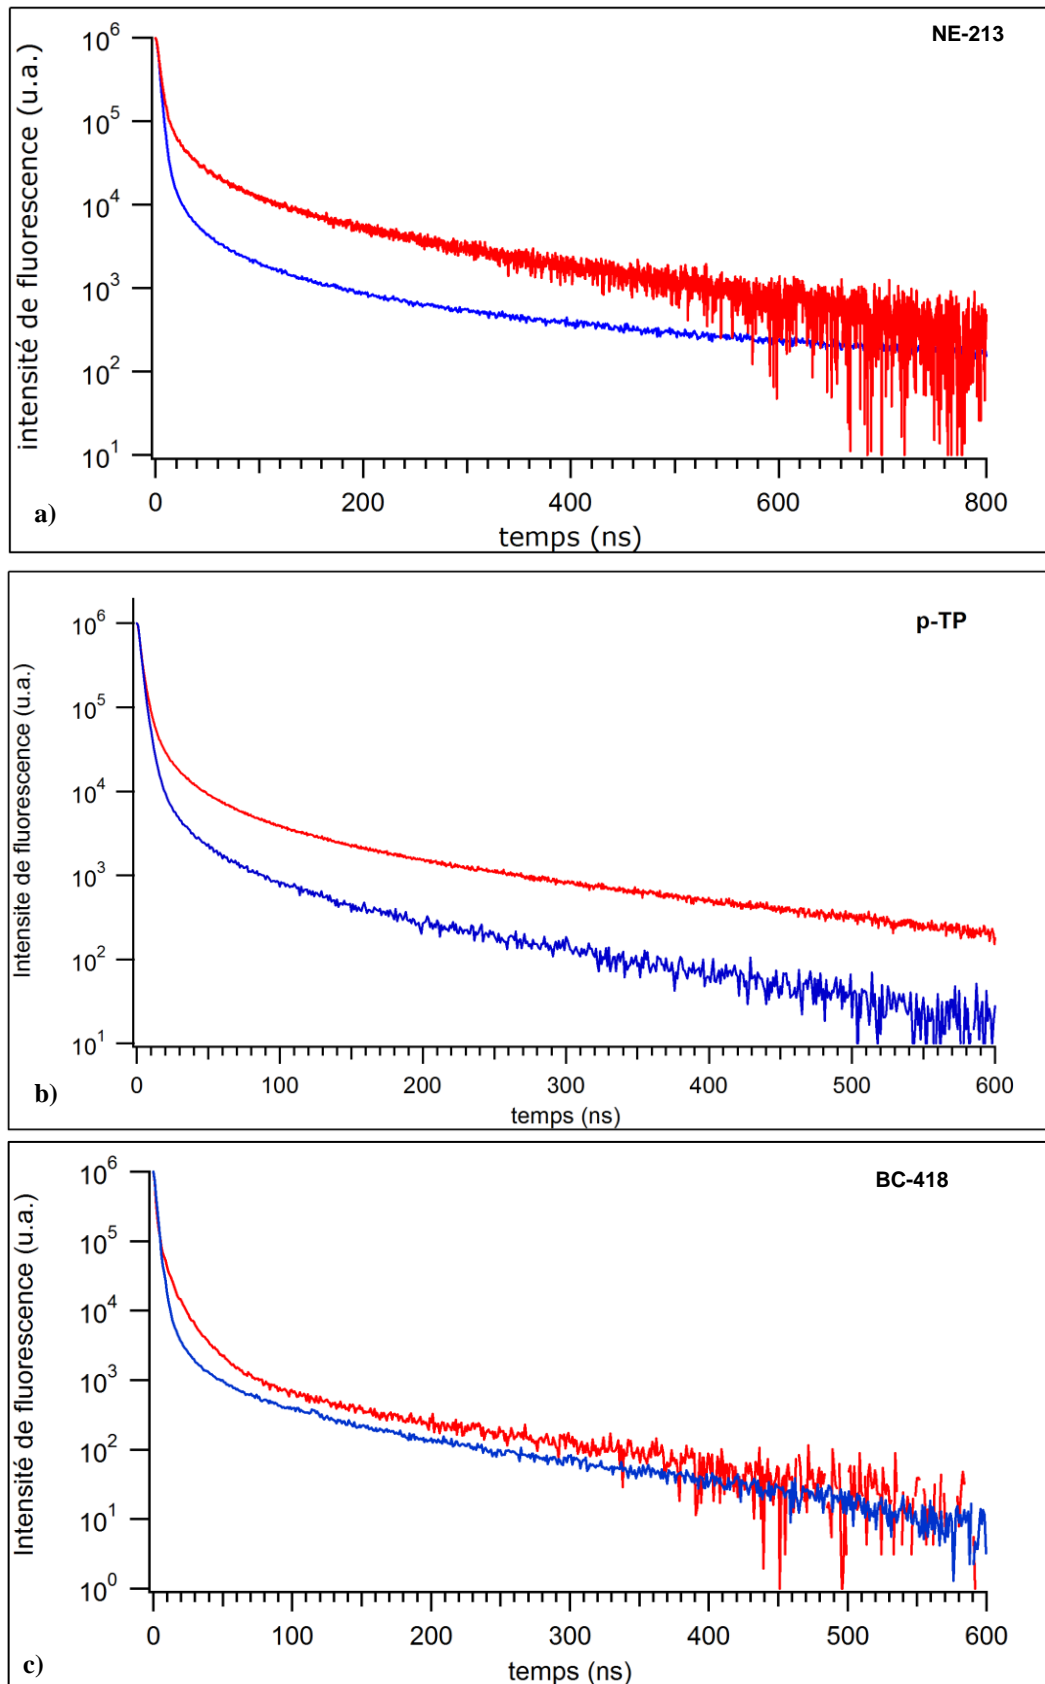 NE-213
intensité de fluorescence (u.a.)
10^6
10^5
10^4
10^3
10^2
10^1
0 200 400 600 800
temps (ns)
a)
p-TP
Intensite de fluorescence (u.a.)
10^6
10^5
10^4
10^3
10^2
10^1
0 100 200 300 400 500 600
temps (ns)
b)
BC-418
Intensité de fluorescence (u.a.)
10^6
10^5
10^4
10^3
10^2
10^1
10^0
0 100 200 300 400 500 600
temps (ns)
c)